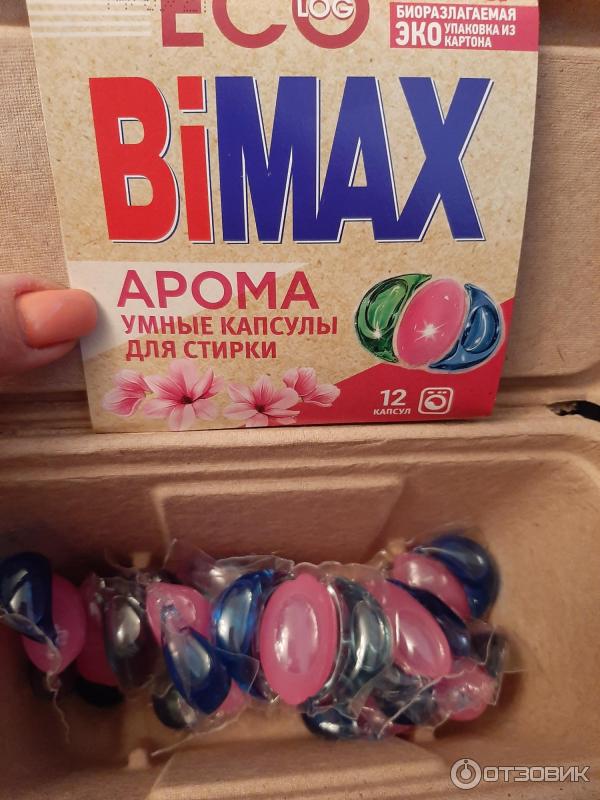 ECO
LOG
БИОРАЗЛАГАЕМАЯ
ЭКО УПАКОВКА ИЗ
КАРТОНА
BiMAX
АРОМА
УМНЫЕ КАПСУЛЫ
ДЛЯ СТИРКИ
12
КАПСУЛ
ОТЗОВИК